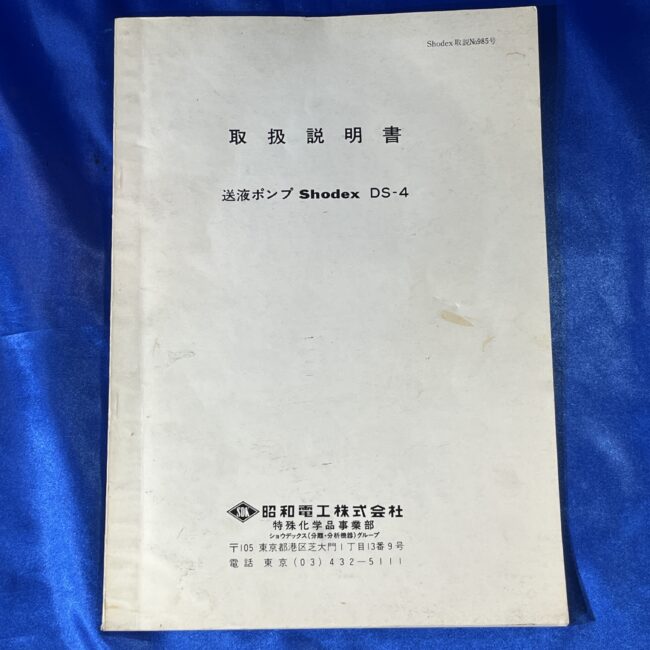 Shodex 取説№985号
取扱説明書
送液ポンプ Shodex DS-4
SDK 昭和電工株式会社
特殊化学品事業部
ショウデックス(分離・分析機器)グループ
〒105 東京都港区芝大門1丁目13番9号
電話 東京(03)432-5111